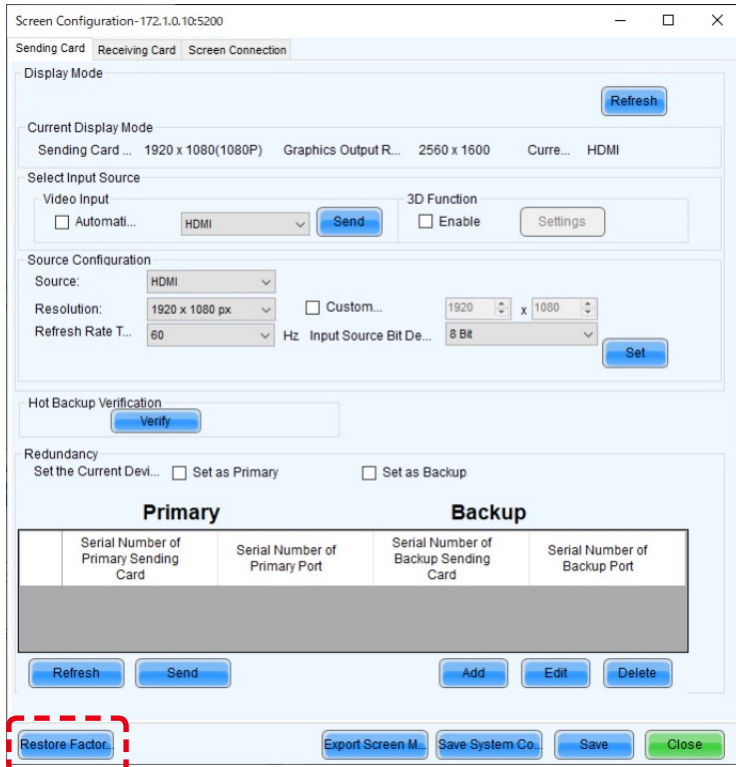 Screen Configuration-172.1.0.10:5200
Sending Card Receiving Card Screen Connection
Display Mode
Refresh
Current Display Mode
Sending Card ... 1920 x 1080(1080P) Graphics Output R... 2560 x 1600 Curre... HDMI
Select Input Source
Video Input 3D Function
Automati... HDMI Send Enable Settings
Source Configuration
Source: HDMI
Resolution: 1920 x 1080 px Custom... 1920 x 1080
Refresh Rate T... 60 Hz Input Source Bit De... 8 Bit
Set
Hot Backup Verification
Verify
Redundancy
Set the Current Devi... Set as Primary Set as Backup
Primary Backup
Serial Number of Primary Sending Card
Serial Number of Primary Port
Serial Number of Backup Sending Card
Serial Number of Backup Port
Refresh Send Add Edit Delete
Restore Factor... Export Screen M... Save System Co... Save Close